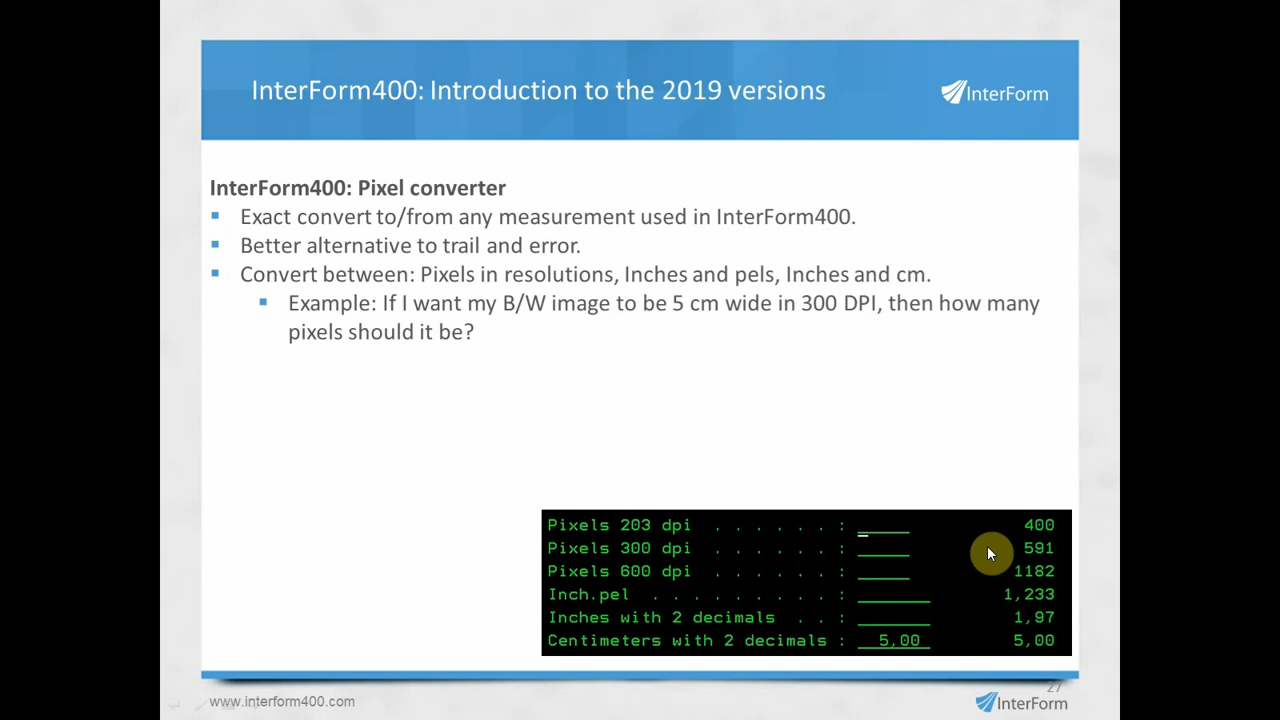 InterForm400: Introduction to the 2019 versions
InterForm
InterForm400: Pixel converter
Exact convert to/from any measurement used in InterForm400.
Better alternative to trail and error.
Convert between: Pixels in resolutions, Inches and pels, Inches and cm.
Example: If I want my B/W image to be 5 cm wide in 300 DPI, then how many
pixels should it be?
Pixels 203 dpi . . . . . . : 400
Pixels 300 dpi . . . . . . : 591
Pixels 600 dpi . . . . . . : 1182
Inch.pel . . . . . . . . . : 1,233
Inches with 2 decimals . . : 1,97
Centimeters with 2 decimals : 5,00 5,00
27
www.interform400.com
InterForm